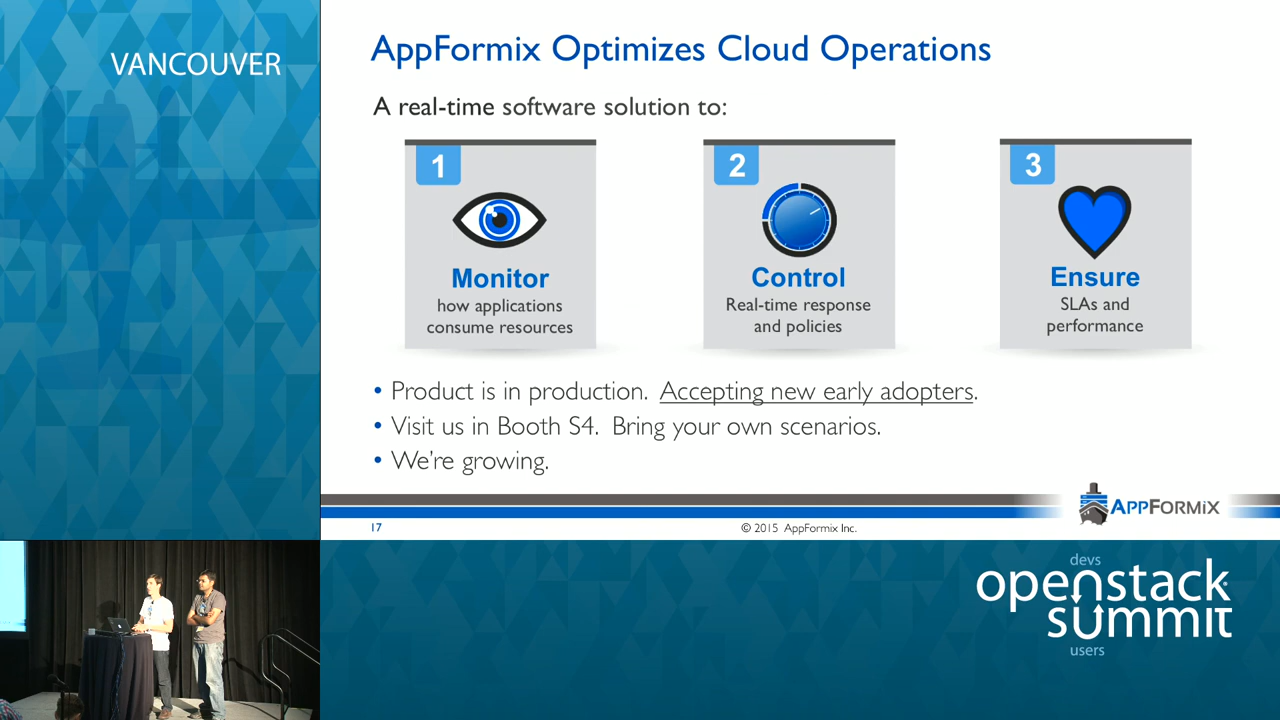 VANCOUVER
AppFormix Optimizes Cloud Operations
A real-time software solution to:
1
Monitor
how applications
consume resources
2
Control
Real-time response
and policies
3
Ensure
SLAs and
performance
• Product is in production. Accepting new early adopters.
• Visit us in Booth S4. Bring your own scenarios.
• We're growing.
APPFORMIX
17
© 2015 AppFormix Inc.
devs
openstack
summit
users